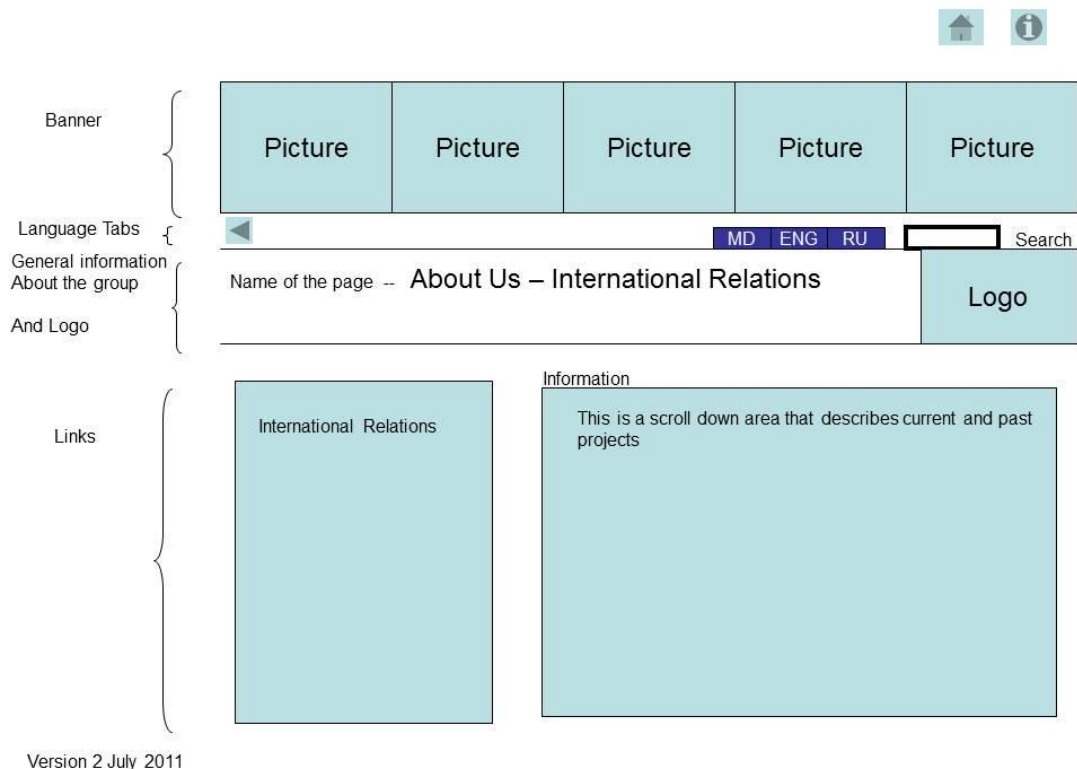 Banner
Picture Picture Picture Picture Picture
Language Tabs
MD ENG RU
Search
General information
About the group
And Logo
Name of the page -- About Us – International Relations
Logo
Links
International Relations
Information
This is a scroll down area that describes current and past
projects
Version 2 July 2011